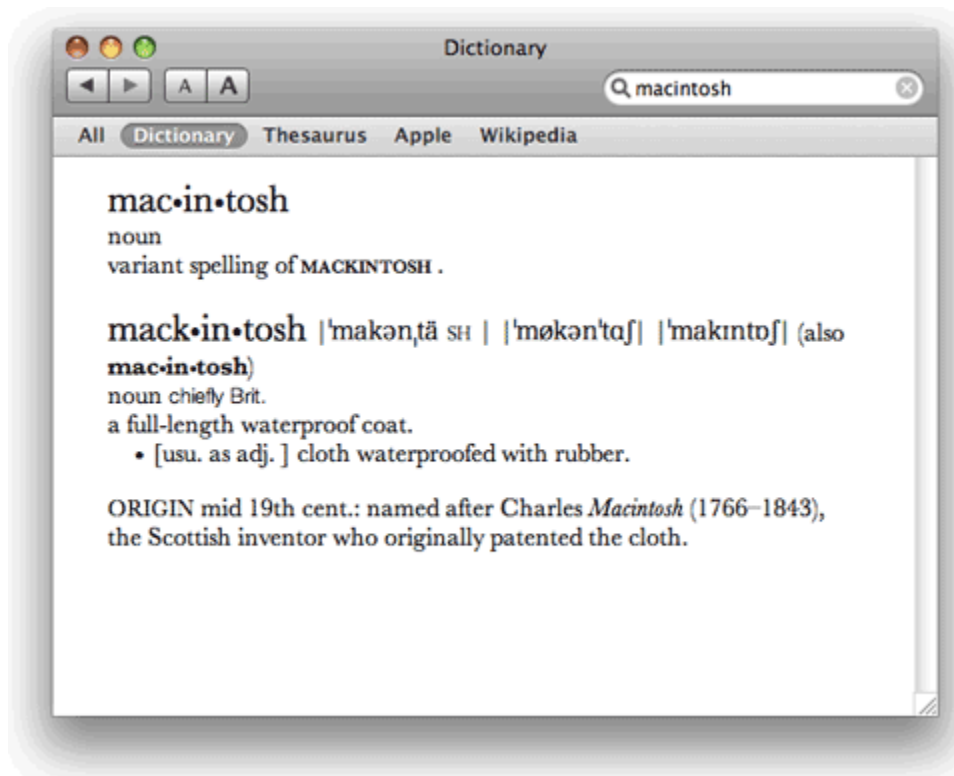 Dictionary
A A
macintosh
All Dictionary Thesaurus Apple Wikipedia
mac•in•tosh
noun
variant spelling of MACKINTOSH .
mack•in•tosh |ˈmakənˌtä SH | |ˈmøkənˈtɑʃ| |ˈmakɪntɒʃ| (also
mac•in•tosh)
noun chiefly Brit.
a full-length waterproof coat.
• [usu. as adj. ] cloth waterproofed with rubber.
ORIGIN mid 19th cent.: named after Charles Macintosh (1766–1843),
the Scottish inventor who originally patented the cloth.